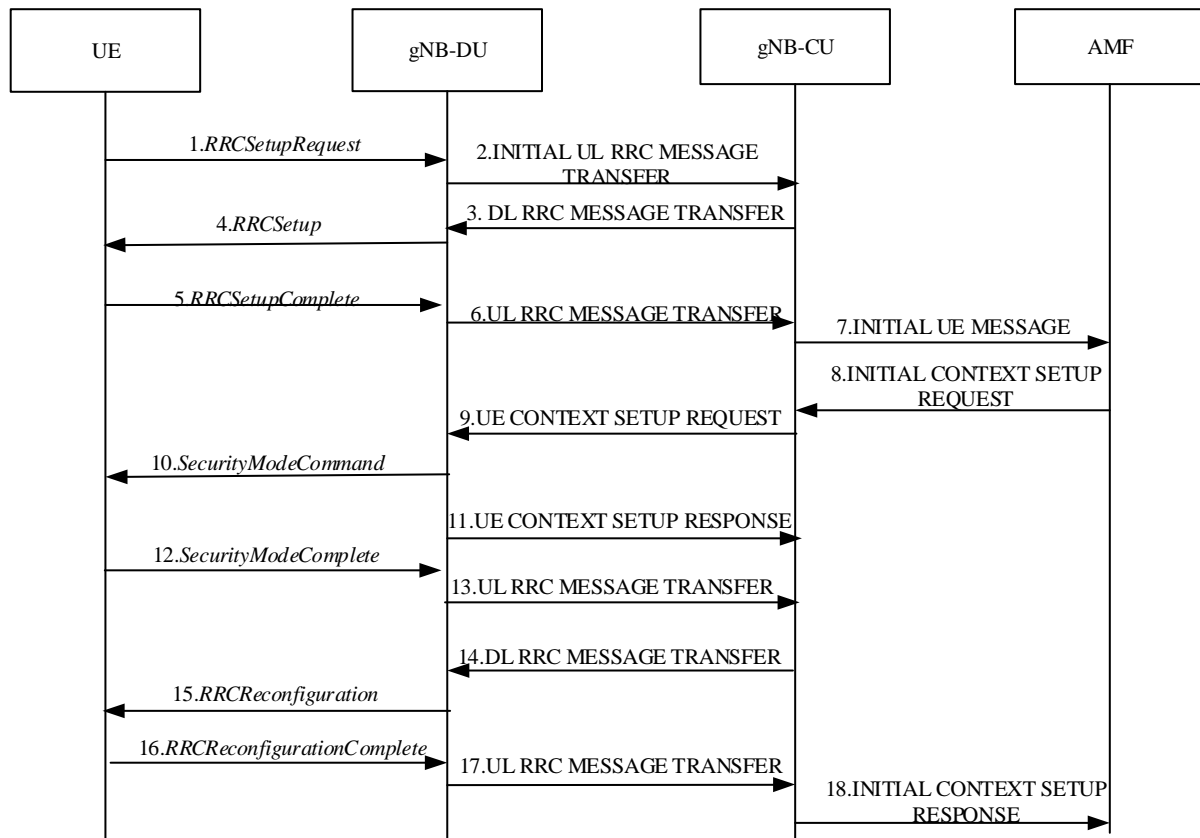 UE
gNB-DU
gNB-CU
AMF
1.RRCSetupRequest
2.INITIAL UL RRC MESSAGE
TRANSFER
3. DL RRC MESSAGE TRANSFER
4.RRCSetup
5.RRCSetupComplete
6.UL RRC MESSAGE TRANSFER
7.INITIAL UE MESSAGE
8.INITIAL CONTEXT SETUP
REQUEST
9.UE CONTEXT SETUP REQUEST
10.SecurityModeCommand
11.UE CONTEXT SETUP RESPONSE
12.SecurityModeComplete
13.UL RRC MESSAGE TRANSFER
14.DL RRC MESSAGE TRANSFER
15.RRCReconfiguration
16.RRCReconfigurationComplete
17.UL RRC MESSAGE TRANSFER
18.INITIAL CONTEXT SETUP
RESPONSE